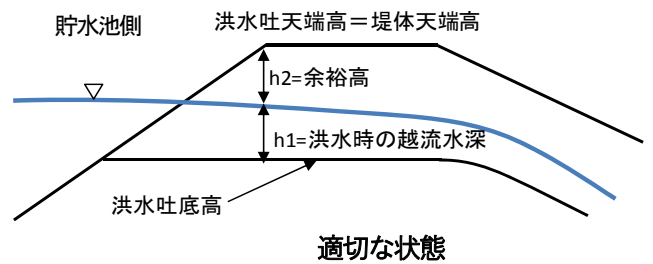 貯水池側
洪水吐天端高＝堤体天端高
h2=余裕高
h1=洪水時の越流水深
洪水吐底高
適切な状態